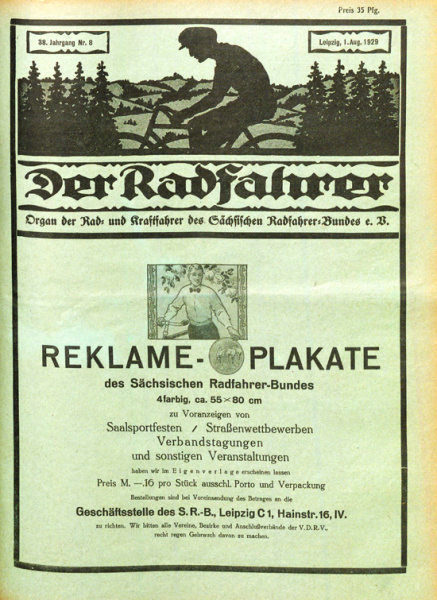 Preis 35 Pfg.
38. Jahrgang Nr. 8
Leipzig, 1. Aug. 1929
Der Radfahrer
Organ der Rad- und Kraftfahrer des Sächsischen Radfahrer-Bundes e. V.
REKLAME-PLAKATE
des Sächsischen Radfahrer-Bundes
4farbig, ca. 55×80 cm
zu Voranzeigen von
Saalsportfesten / Straßenwettbewerben
Verbandstagungen
und sonstigen Veranstaltungen
haben wir im Eigenverlage erscheinen lassen
Preis M. —.16 pro Stück ausschl. Porto und Verpackung
Bestellungen sind bei Voreinsendung des Betrages an die
Geschäftsstelle des S. R.-B., Leipzig C 1, Hainstr. 16, IV.
zu richten. Wir bitten alle Vereine, Bezirke und Anschlußverbände der V. D. R. V.,
recht regen Gebrauch davon zu machen.